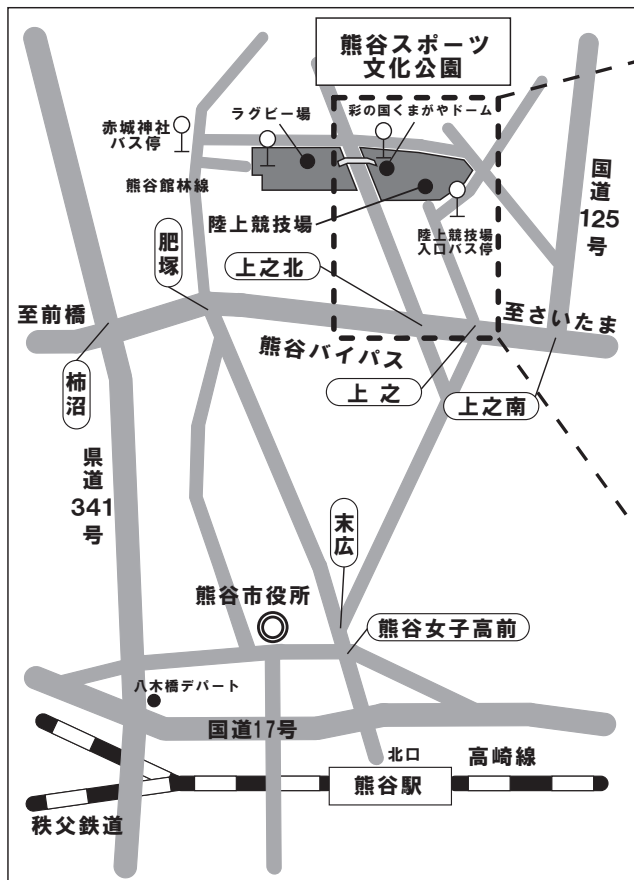 熊谷スポーツ
文化公園
ラグビー場
彩の国くまがやドーム
赤城神社
バス停
熊谷館林線
国道
125
号
陸上競技場
陸上競技場
入口バス停
肥塚
上之北
至前橋
至さいたま
熊谷バイパス
柿沼
上之
上之南
県道
341
号
末広
熊谷市役所
熊谷女子高前
八木橋デパート
国道17号
北口
高崎線
熊谷駅
秩父鉄道